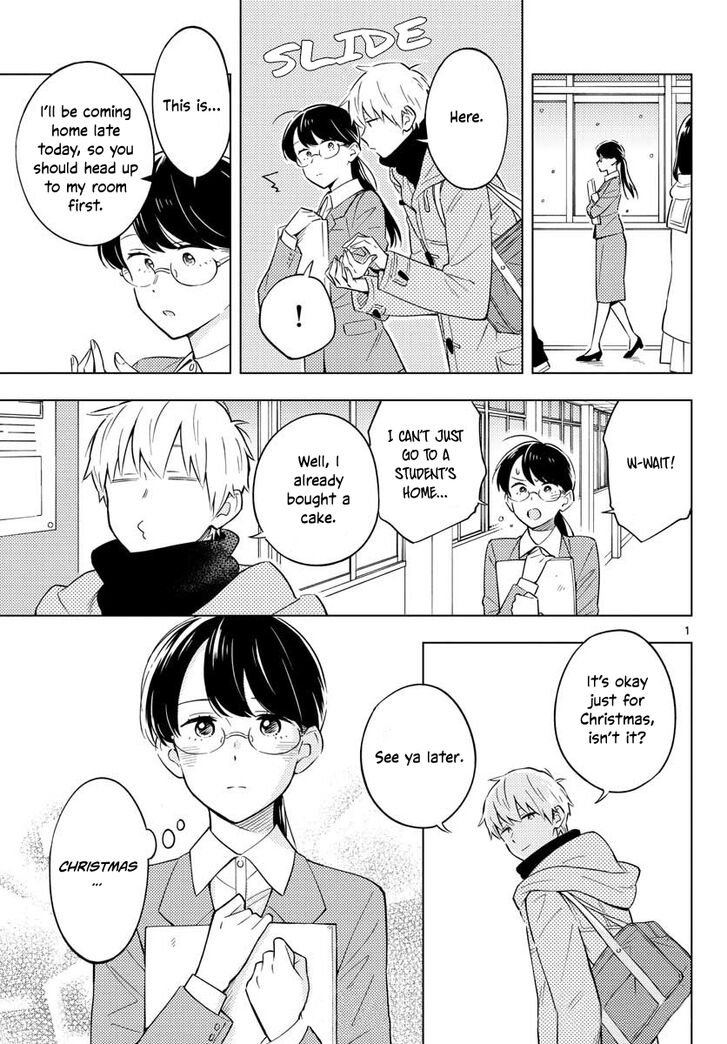 SLIDE
Here.
!
This is...
I'll be coming
home late
today, so you
should head up
to my room
first.
W-WAIT!
I CAN'T JUST
GO TO A
STUDENT'S
HOME...
Well, I
already
bought a
cake.
1
It's okay
just for
Christmas,
isn't it?
See ya later.
CHRISTMAS
...